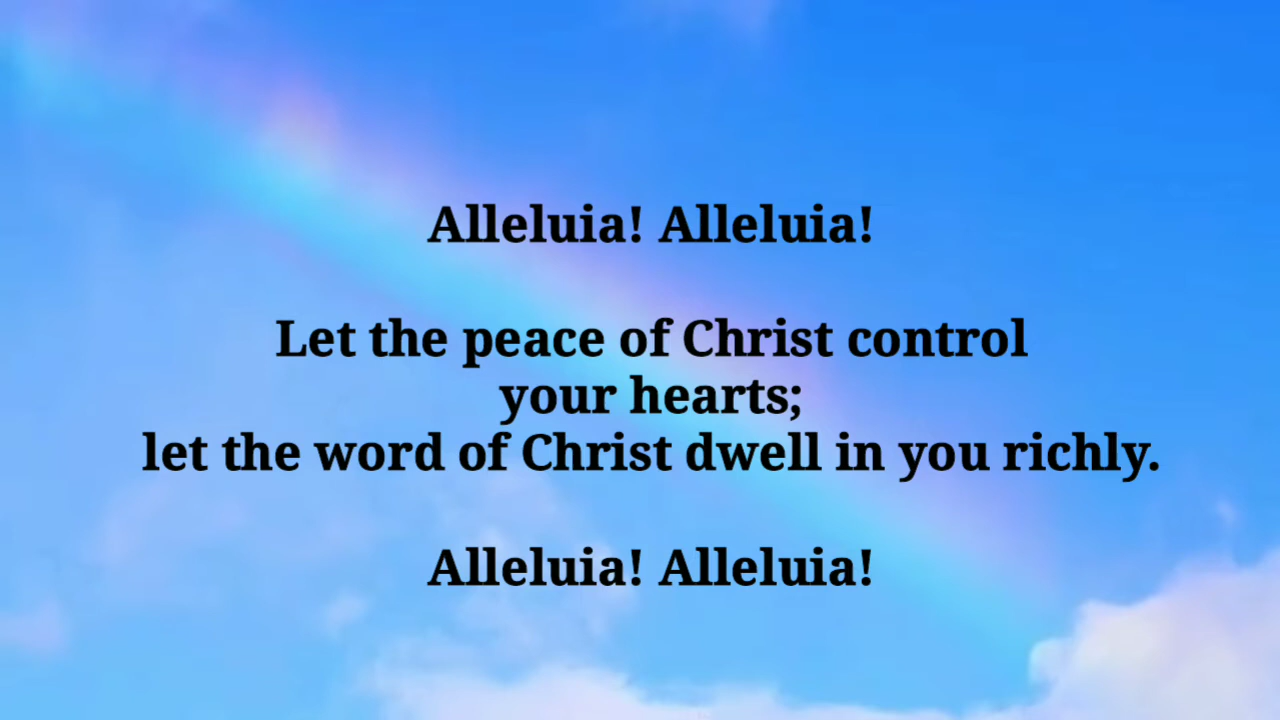 Alleluia! Alleluia!
Let the peace of Christ control
your hearts;
let the word of Christ dwell in you richly.
Alleluia! Alleluia!